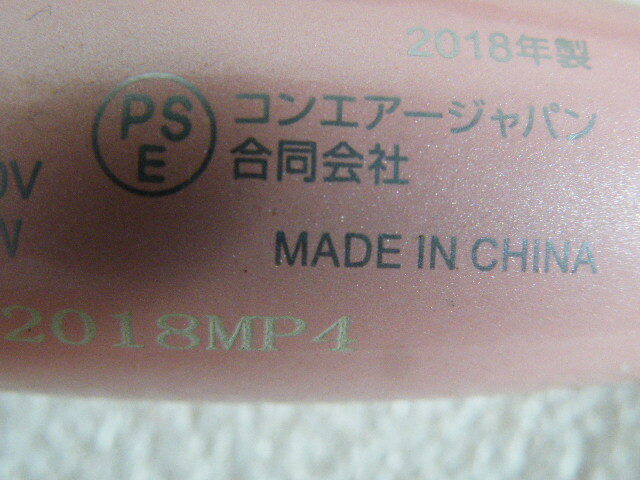 2018年製
PS
E
コンエアージャパン
合同会社
0V
W
MADE IN CHINA
2018MP4